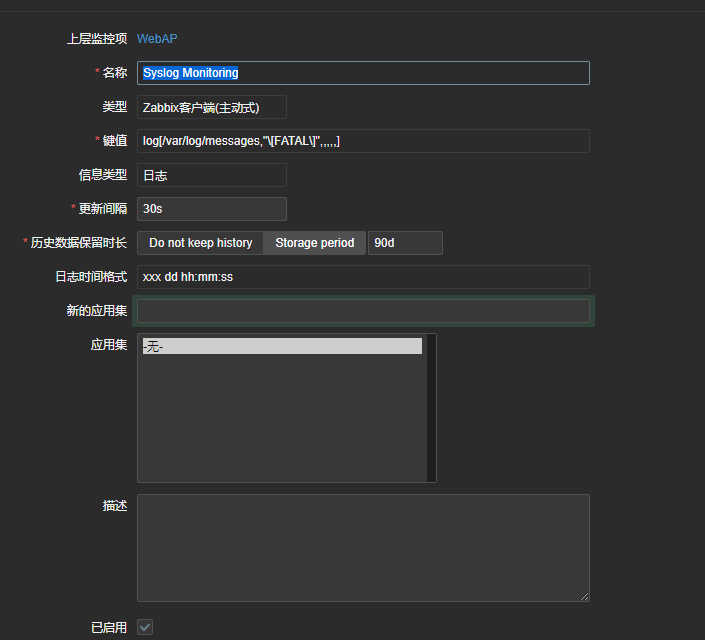 上层监控项 WebAP
* 名称 Syslog Monitoring
类型 Zabbix客户端(主动式)
* 键值 log[/var/log/messages,"\[FATAL\]",,,,,]
信息类型 日志
* 更新间隔 30s
* 历史数据保留时长 Do not keep history Storage period 90d
日志时间格式 xxx dd hh:mm:ss
新的应用集
应用集 -无-
描述
已启用